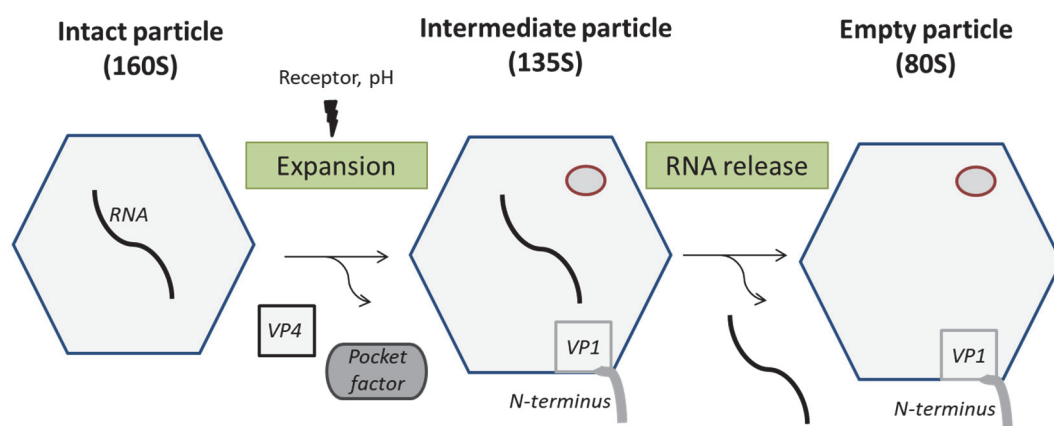 Intact particle
(160S)
Intermediate particle
(135S)
Empty particle
(80S)
Receptor, pH
Expansion
RNA release
RNA
VP4
Pocket
factor
VP1
N-terminus
VP1
N-terminus